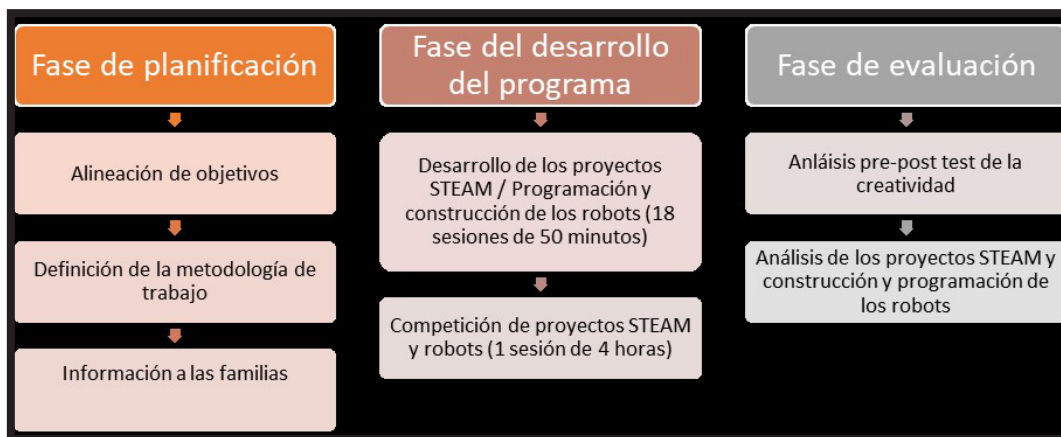 Fase de planificación
Alineación de objetivos
Definición de la metodología de
trabajo
Información a las familias
Fase del desarrollo
del programa
Desarrollo de los proyectos
STEAM / Programación y
construcción de los robots (18
sesiones de 50 minutos)
Competición de proyectos STEAM
y robots (1 sesión de 4 horas)
Fase de evaluación
Anláisis pre-post test de la
creatividad
Análisis de los proyectos STEAM y
construcción y programación de
los robots